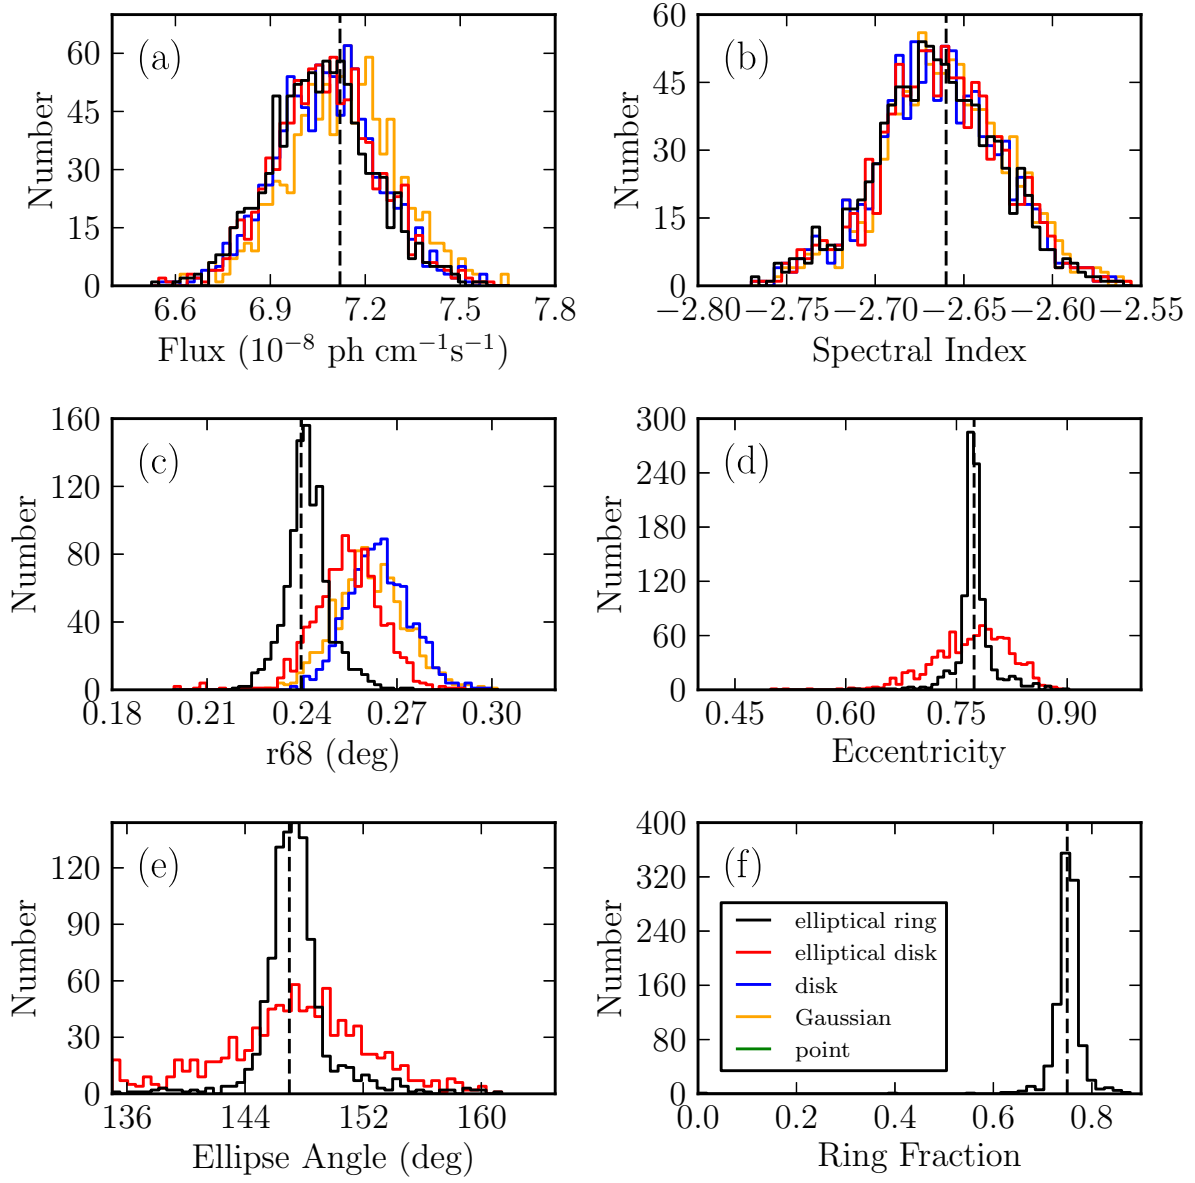 60
45
30
15
0
Number
(a)
6.6 6.9 7.2 7.5 7.8
Flux (10⁻⁸ ph cm⁻¹s⁻¹)
60
45
30
15
0
Number
(b)
−2.80 −2.75 −2.70 −2.65 −2.60 −2.55
Spectral Index
160
120
80
40
0
Number
(c)
0.18 0.21 0.24 0.27 0.30
r68 (deg)
300
240
180
120
60
0
Number
(d)
0.45 0.60 0.75 0.90
Eccentricity
120
90
60
30
0
Number
(e)
136 144 152 160
Ellipse Angle (deg)
400
320
240
160
80
0
Number
(f)
elliptical ring
elliptical disk
disk
Gaussian
point
0.0 0.2 0.4 0.6 0.8
Ring Fraction